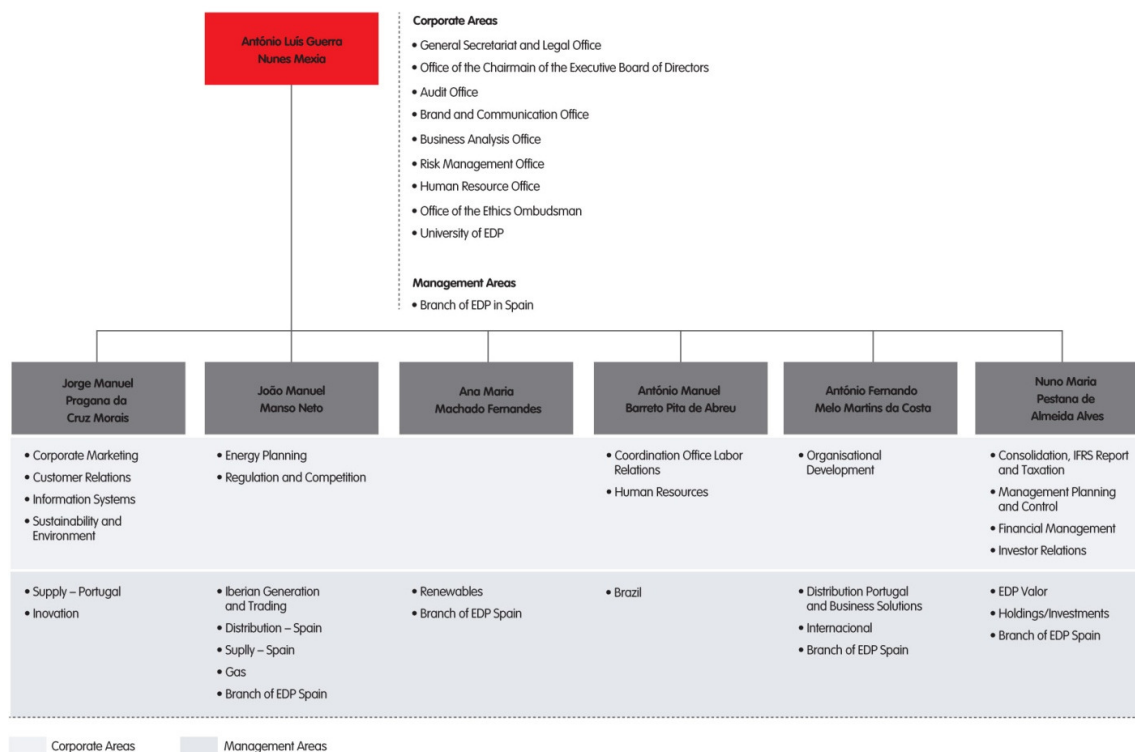 António Luís Guerra
Nunes Mexia
Corporate Areas
• General Secretariat and Legal Office
• Office of the Chairmain of the Executive Board of Directors
• Audit Office
• Brand and Communication Office
• Business Analysis Office
• Risk Management Office
• Human Resource Office
• Office of the Ethics Ombudsman
• University of EDP
Management Areas
• Branch of EDP in Spain
Jorge Manuel
Pragana da
Cruz Morais
João Manuel
Manso Neto
Ana Maria
Machado Fernandes
António Manuel
Barreto Pita de Abreu
António Fernando
Melo Martins da Costa
Nuno Maria
Pestana de
Almeida Alves
• Corporate Marketing
• Customer Relations
• Information Systems
• Sustainability and
Environment
• Energy Planning
• Regulation and Competition
• Coordination Office Labor
Relations
• Human Resources
• Organisational
Development
• Consolidation, IFRS Report
and Taxation
• Management Planning
and Control
• Financial Management
• Investor Relations
• Supply – Portugal
• Inovation
• Iberian Generation
and Trading
• Distribution – Spain
• Suplly – Spain
• Gas
• Branch of EDP Spain
• Renewables
• Branch of EDP Spain
• Brazil
• Distribution Portugal
and Business Solutions
• Internacional
• Branch of EDP Spain
• EDP Valor
• Holdings/Investments
• Branch of EDP Spain
Corporate Areas
Management Areas